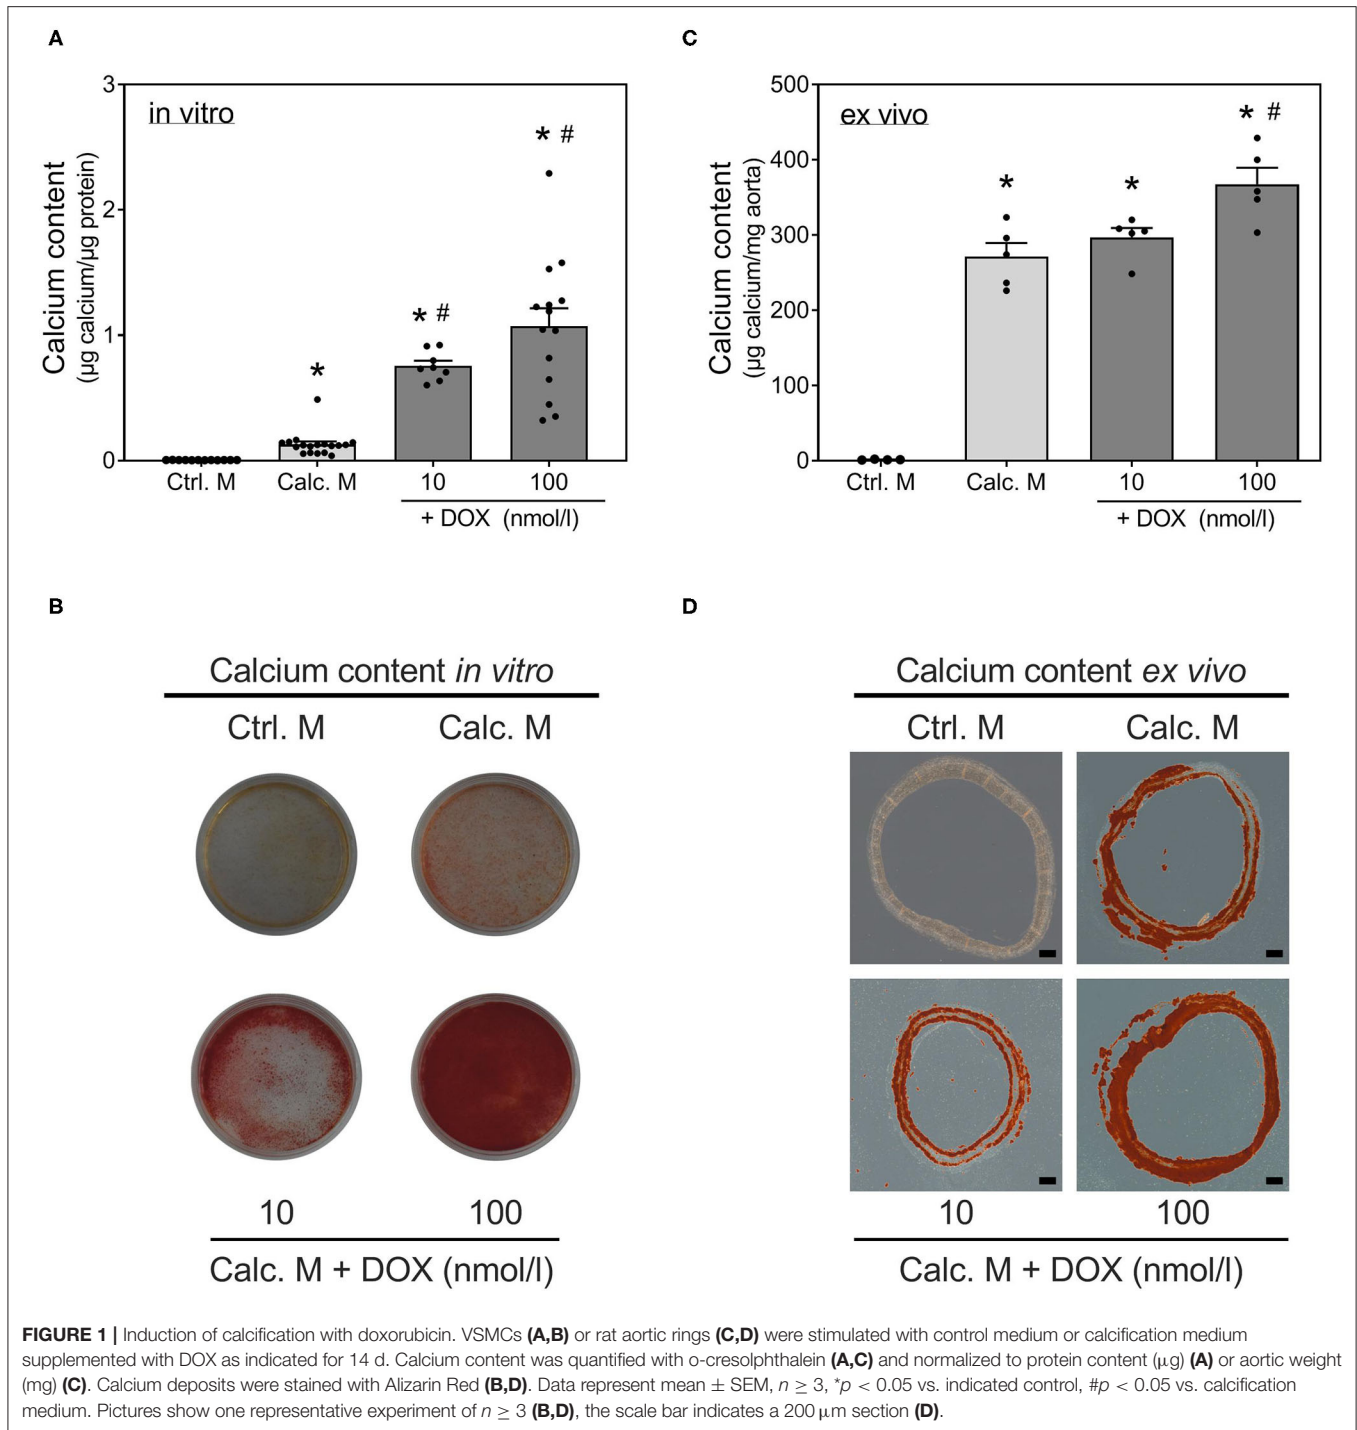 A
3
2
1
0
Calcium content
(µg calcium/µg protein)
in vitro
*
* #
* #
Ctrl. M
Calc. M
10
100
+ DOX (nmol/l)
C
500
400
300
200
100
0
Calcium content
(µg calcium/mg aorta)
ex vivo
*
*
* #
Ctrl. M
Calc. M
10
100
+ DOX (nmol/l)
B
Calcium content in vitro
Ctrl. M
Calc. M
10
100
Calc. M + DOX (nmol/l)
D
Calcium content ex vivo
Ctrl. M
Calc. M
10
100
Calc. M + DOX (nmol/l)
FIGURE 1 | Induction of calcification with doxorubicin. VSMCs (A,B) or rat aortic rings (C,D) were stimulated with control medium or calcification medium
supplemented with DOX as indicated for 14 d. Calcium content was quantified with o-cresolphthalein (A,C) and normalized to protein content (µg) (A) or aortic weight
(mg) (C). Calcium deposits were stained with Alizarin Red (B,D). Data represent mean ± SEM, n ≥ 3, *p < 0.05 vs. indicated control, #p < 0.05 vs. calcification
medium. Pictures show one representative experiment of n ≥ 3 (B,D), the scale bar indicates a 200 µm section (D).